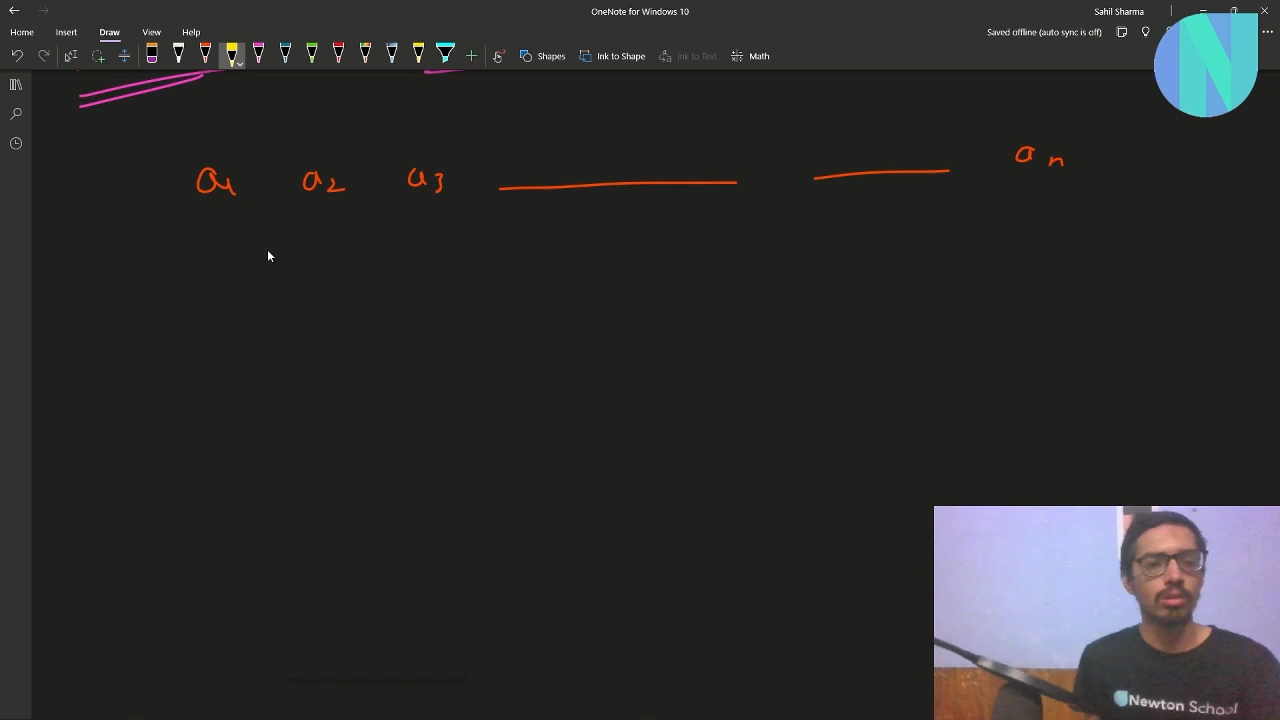 OneNote for Windows 10
Sahil Sharma
Home Insert Draw View Help
Saved offline (auto sync is off)
Shapes Ink to Shape Ink to Text Math
a1 a2 a3 an
Newton School